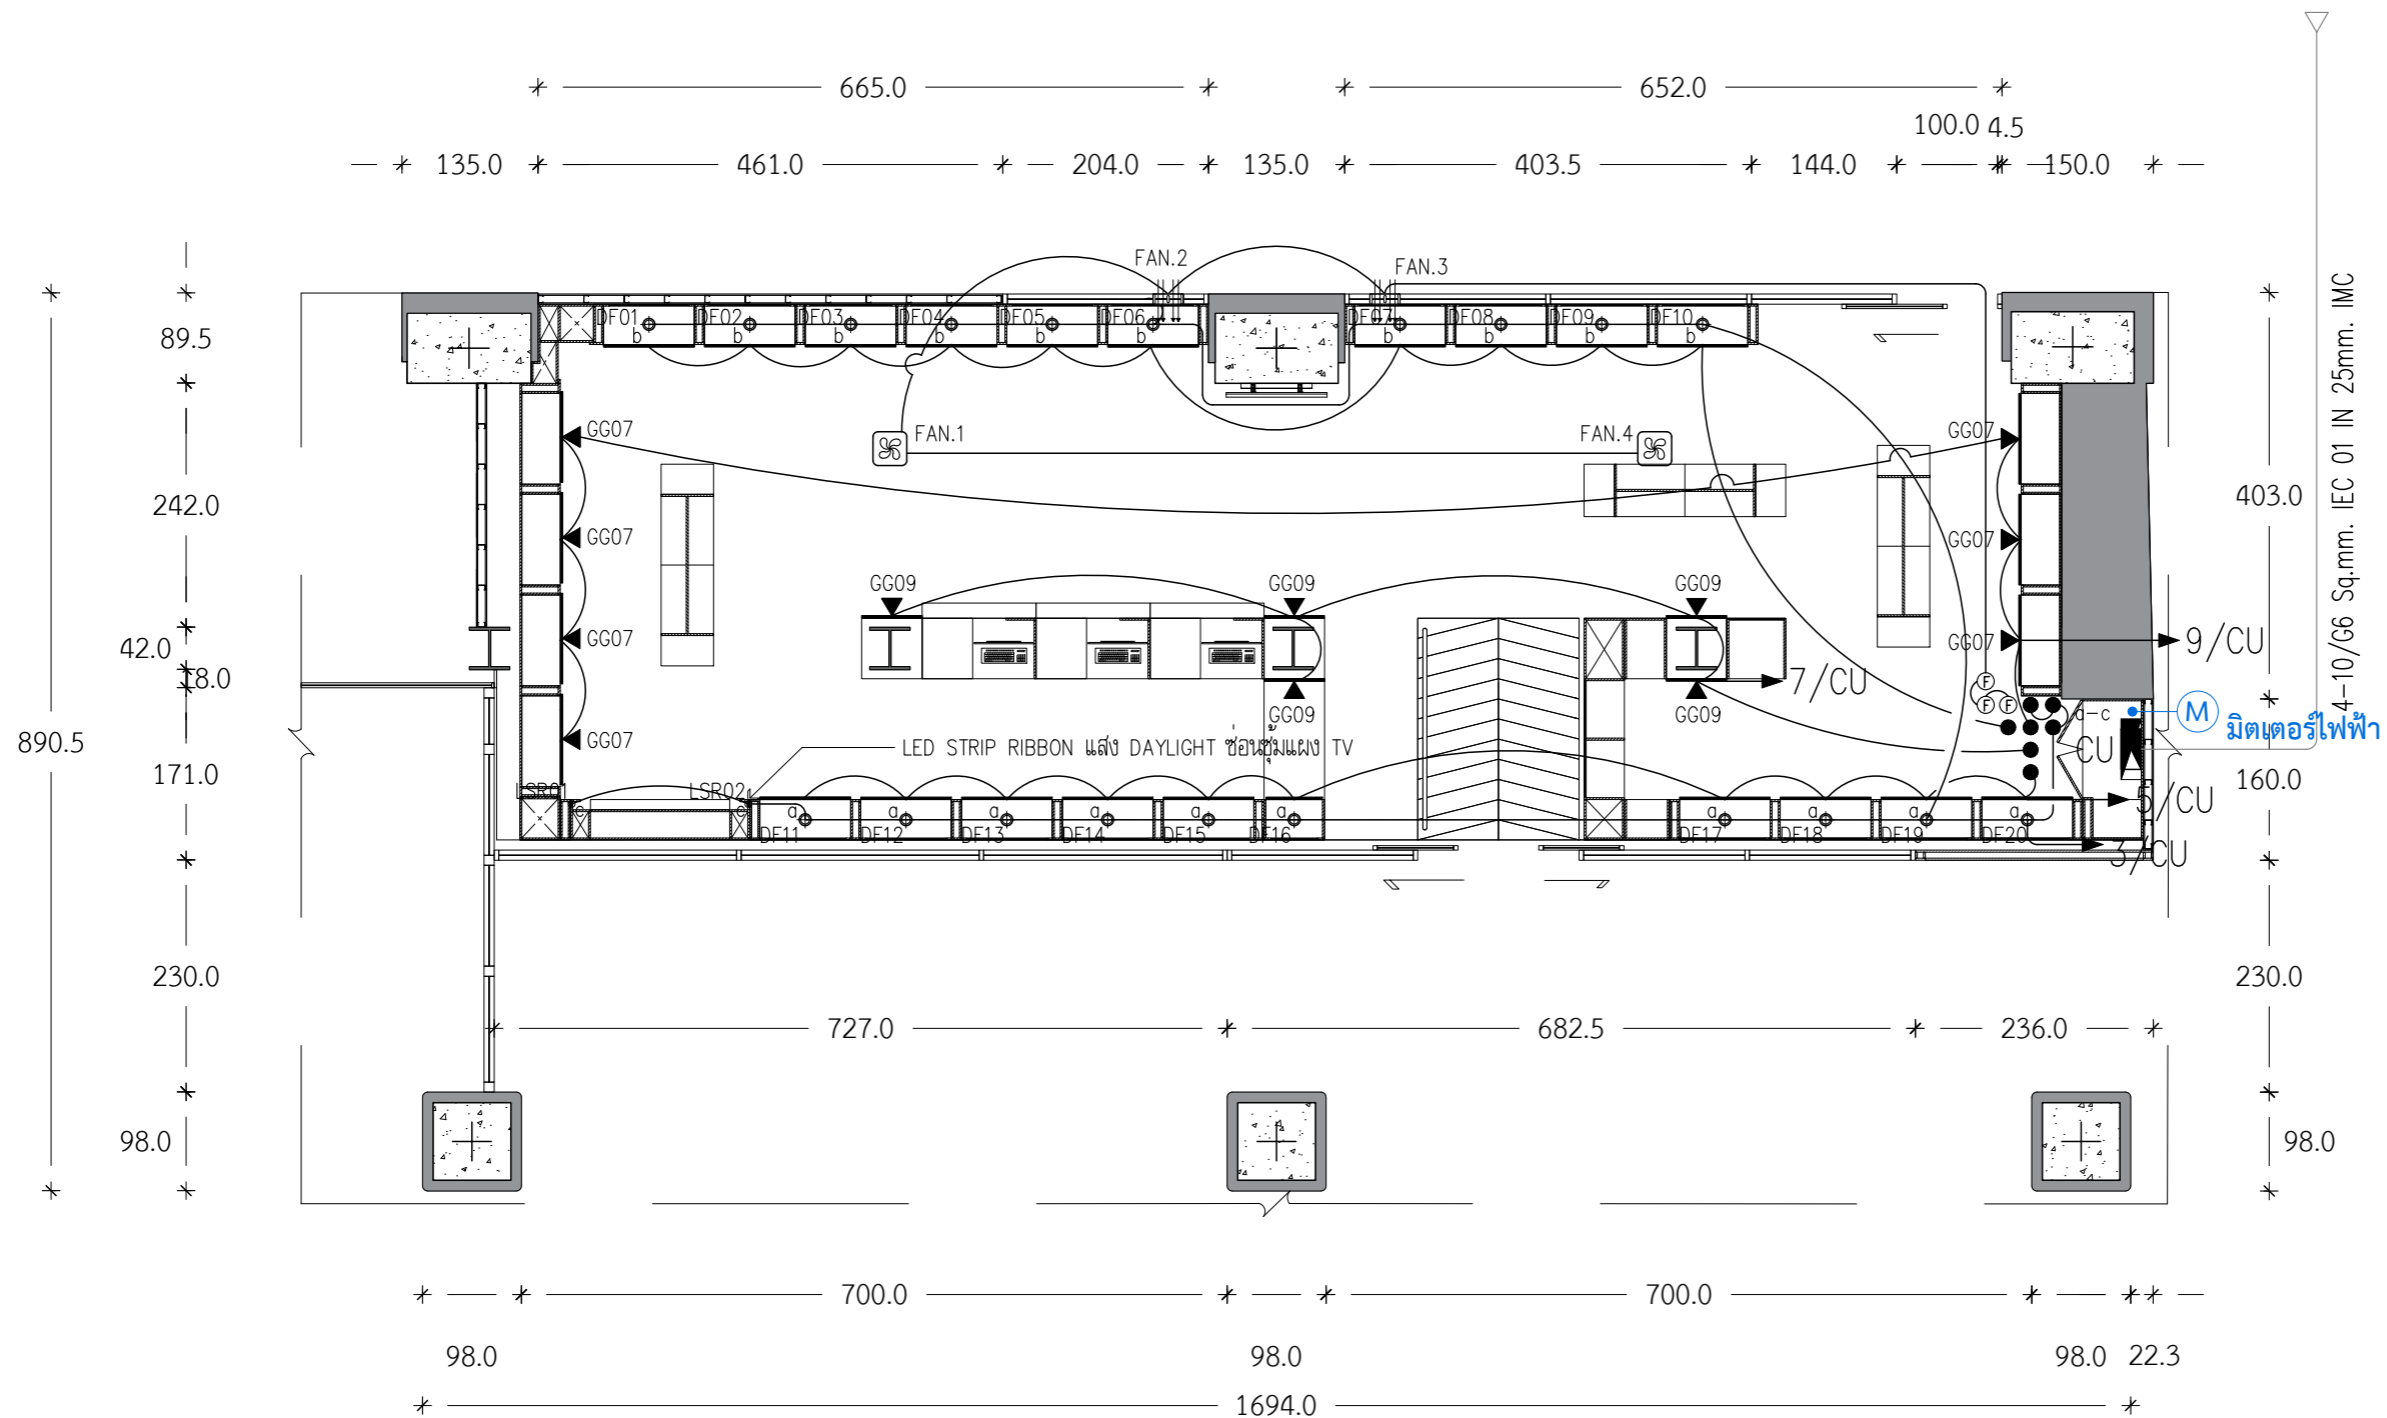 665.0
652.0
100.0 4.5
135.0
461.0
204.0
135.0
403.5
144.0
150.0
FAN.2
FAN.3
89.5
DF01
DF02
DF03
DF04
DF05
DF06
DF07
DF08
DF09
DF10
b
b
b
b
b
b
b
b
b
b
4-10/G6 Sq.mm. IEC 01 IN 25mm. IMC
GG07
FAN.1
FAN.4
GG07
242.0
403.0
GG07
GG07
GG09
GG09
GG09
42.0
GG07
GG07
9/CU
8.0
7/CU
F
F
F
890.5
GG07
GG09
GG09
a-c
M
มิตเตอร์ไฟฟ้า
LED STRIP RIBBON แสง DAYLIGHT ซ่อนซุ้มแผง TV
CU
171.0
160.0
LSR02
5/CU
c
c
a
a
a
a
a
a
a
a
a
a
DF11
DF12
DF13
DF14
DF15
DF16
DF17
DF18
DF19
DF20
3/CU
230.0
230.0
727.0
682.5
236.0
98.0
98.0
700.0
700.0
98.0
98.0
98.0
22.3
1694.0